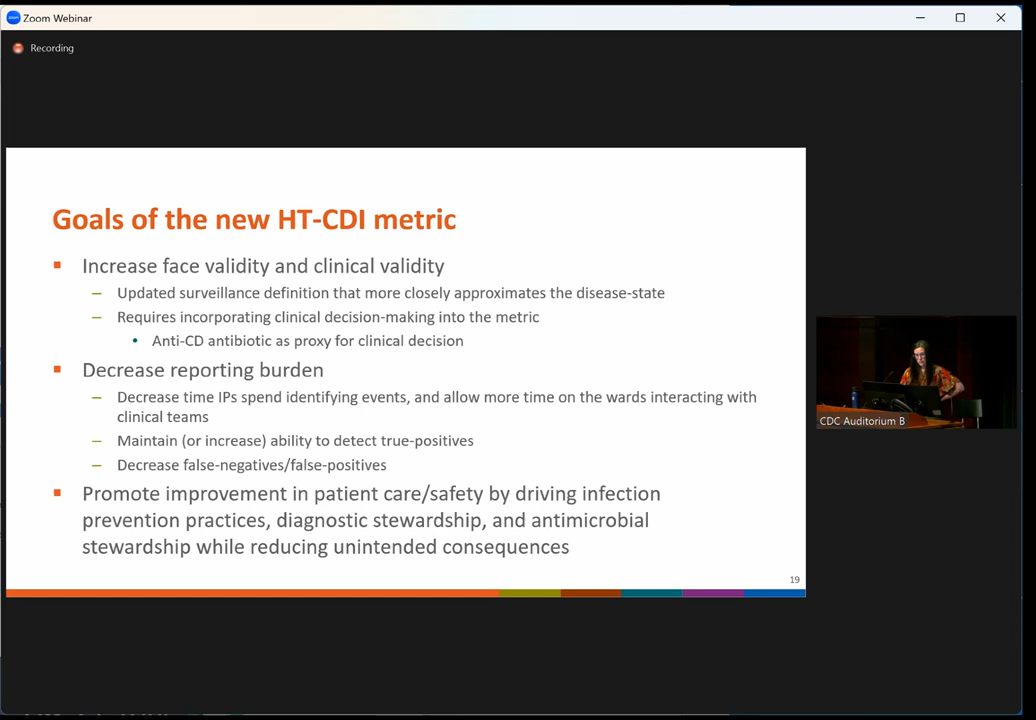 zoom Zoom Webinar
Recording
Goals of the new HT-CDI metric
▪ Increase face validity and clinical validity
– Updated surveillance definition that more closely approximates the disease-state
– Requires incorporating clinical decision-making into the metric
• Anti-CD antibiotic as proxy for clinical decision
▪ Decrease reporting burden
– Decrease time IPs spend identifying events, and allow more time on the wards interacting with
clinical teams
– Maintain (or increase) ability to detect true-positives
– Decrease false-negatives/false-positives
▪ Promote improvement in patient care/safety by driving infection
prevention practices, diagnostic stewardship, and antimicrobial
stewardship while reducing unintended consequences
19
CDC Auditorium B